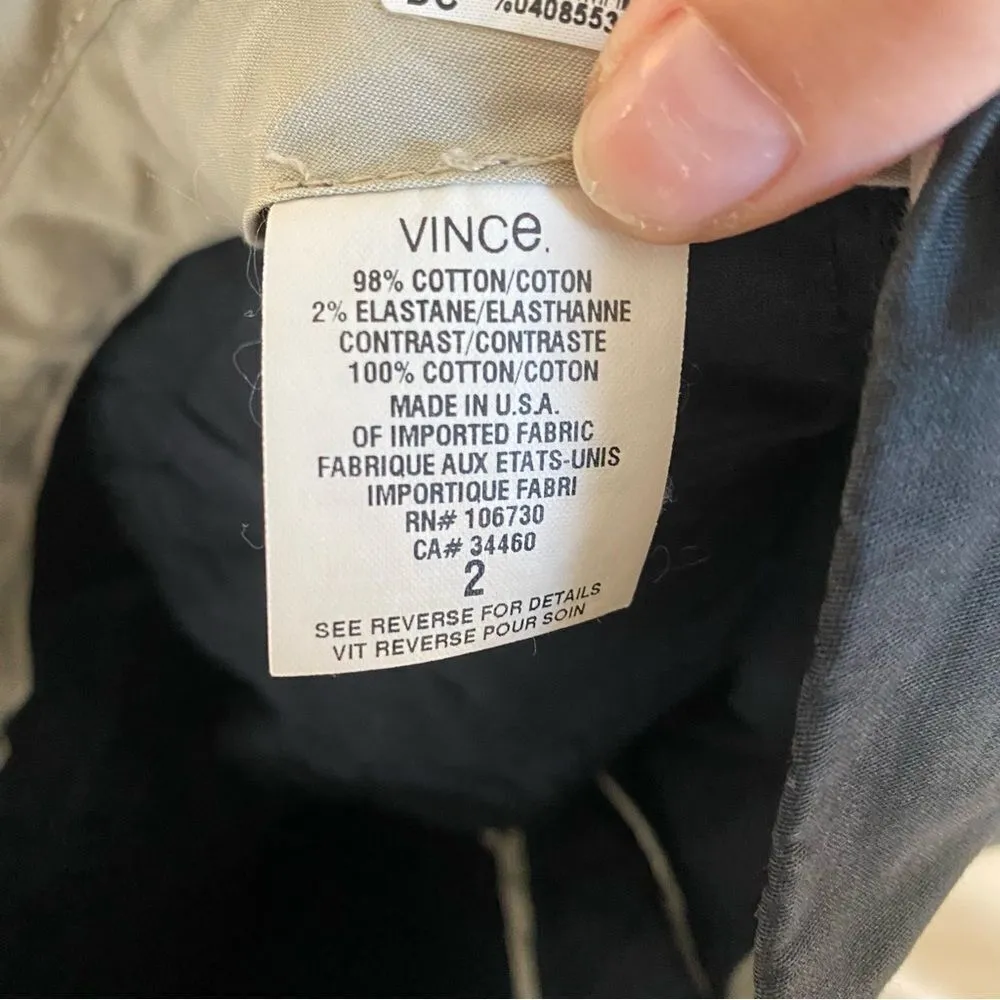 %0408553
VINCe.
98% COTTON/COTON
2% ELASTANE/ELASTHANNE
CONTRAST/CONTRASTE
100% COTTON/COTON
MADE IN U.S.A.
OF IMPORTED FABRIC
FABRIQUE AUX ETATS-UNIS
IMPORTIQUE FABRI
RN# 106730
CA# 34460
2
SEE REVERSE FOR DETAILS
VIT REVERSE POUR SOIN